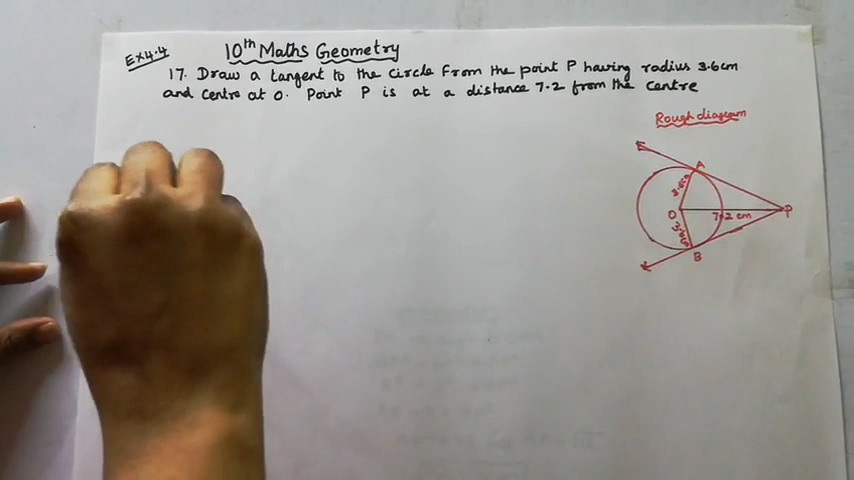 Ex 4.4
10th Maths Geometry
17. Draw a tangent to the circle from the point P having radius 3.6cm
and centre at O. Point P is at a distance 7.2 from the centre
Rough diagram
A
3.6cm
O
7.2 cm
P
3.6cm
B